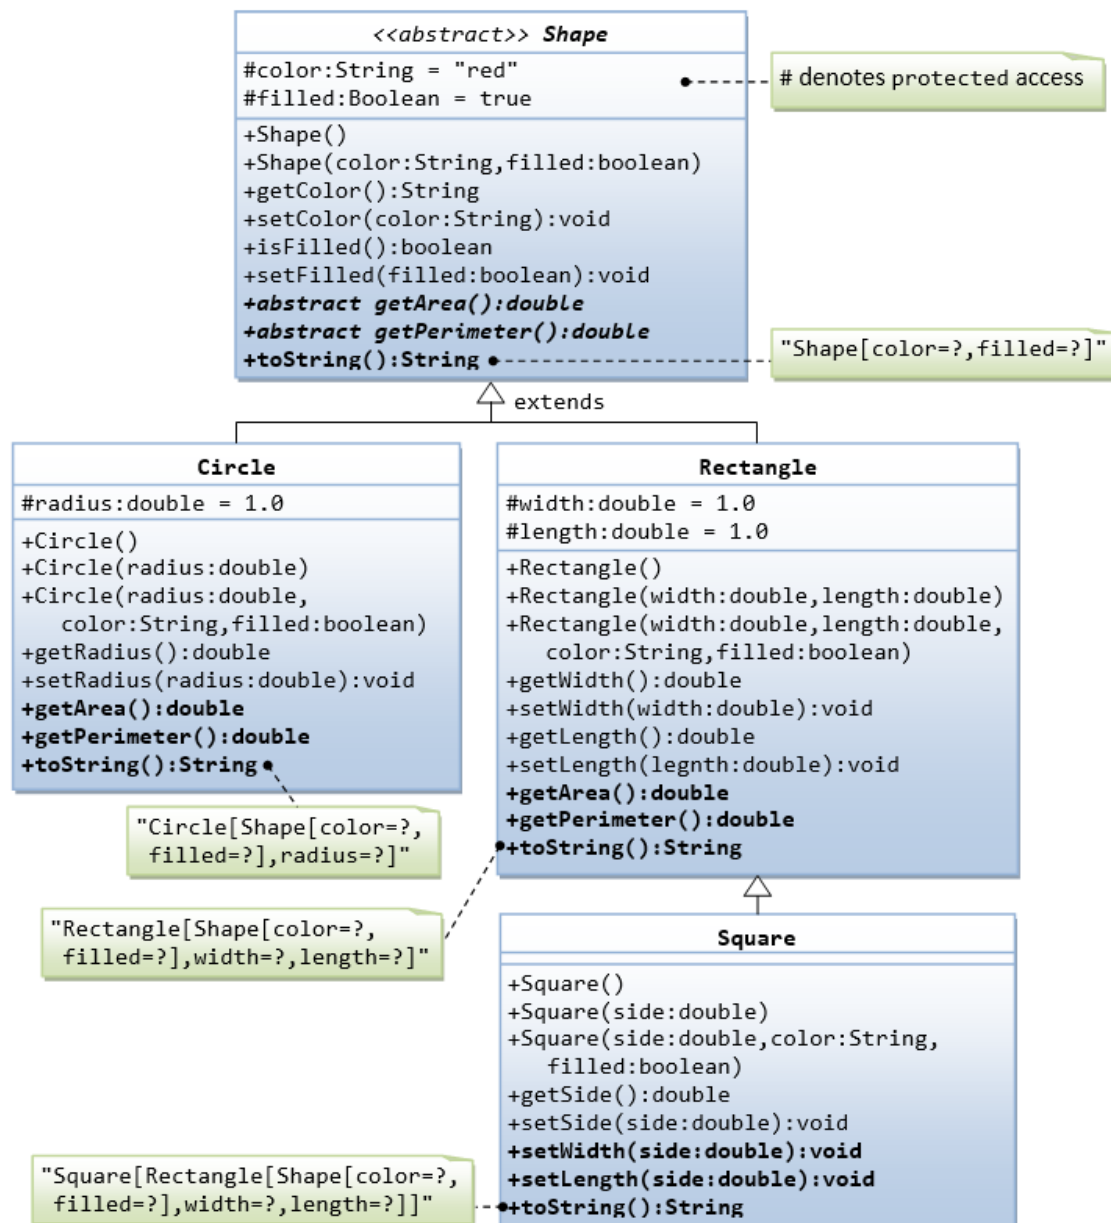 <<abstract>> Shape
#color:String = "red"
#filled:Boolean = true
# denotes protected access
+Shape()
+Shape(color:String,filled:boolean)
+getColor():String
+setColor(color:String):void
+isFilled():boolean
+setFilled(filled:boolean):void
+abstract getArea():double
+abstract getPerimeter():double
+toString():String
"Shape[color=?,filled=?]"
extends
Circle
#radius:double = 1.0
+Circle()
+Circle(radius:double)
+Circle(radius:double,
color:String,filled:boolean)
+getRadius():double
+setRadius(radius:double):void
+getArea():double
+getPerimeter():double
+toString():String
"Circle[Shape[color=?,
filled=?],radius=?]"
Rectangle
#width:double = 1.0
#length:double = 1.0
+Rectangle()
+Rectangle(width:double,length:double)
+Rectangle(width:double,length:double,
color:String,filled:boolean)
+getWidth():double
+setWidth(width:double):void
+getLength():double
+setLength(legnth:double):void
+getArea():double
+getPerimeter():double
+toString():String
"Rectangle[Shape[color=?,
filled=?],width=?,length=?]"
Square
+Square()
+Square(side:double)
+Square(side:double,color:String,
filled:boolean)
+getSide():double
+setSide(side:double):void
+setWidth(side:double):void
+setLength(side:double):void
+toString():String
"Square[Rectangle[Shape[color=?,
filled=?],width=?,length=?]]"